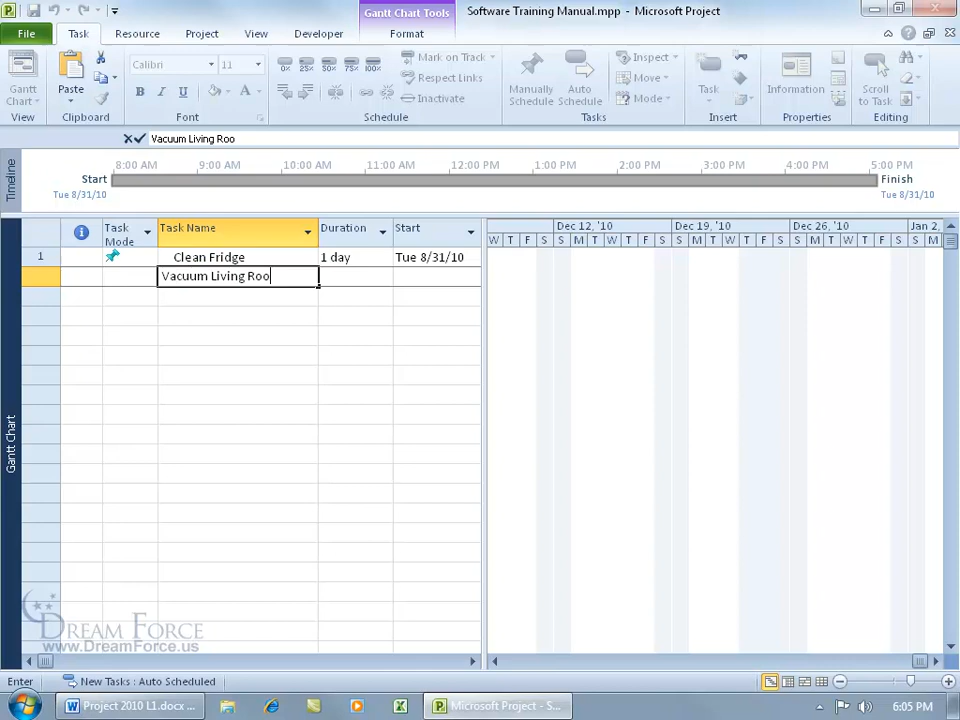 Gantt Chart Tools
Software Training Manual.mpp - Microsoft Project
File Task Resource Project View Developer Format
Gantt Chart
View
Paste
Clipboard
Calibri 11
B I U
Font
0% 25% 50% 75% 100%
Mark on Track
Respect Links
Inactivate
Schedule
Manually Schedule
Auto Schedule
Inspect
Move
Mode
Tasks
Task
Insert
Information
Properties
Scroll to Task
Editing
Vacuum Living Roo
Timeline
8:00 AM 9:00 AM 10:00 AM 11:00 AM 12:00 PM 1:00 PM 2:00 PM 3:00 PM 4:00 PM 5:00 PM
Start
Tue 8/31/10
Finish
Tue 8/31/10
Task Mode Task Name Duration Start
Dec 12, '10 Dec 19, '10 Dec 26, '10 Jan 2,
W T F S S M T W T F S S M T W T F S S M T W T F S S M
1 Clean Fridge 1 day Tue 8/31/10
Vacuum Living Roo
Gantt Chart
DREAM FORCE
www.DreamForce.us
Enter New Tasks : Auto Scheduled
Project 2010 L1.docx ...
Microsoft Project - S...
6:05 PM